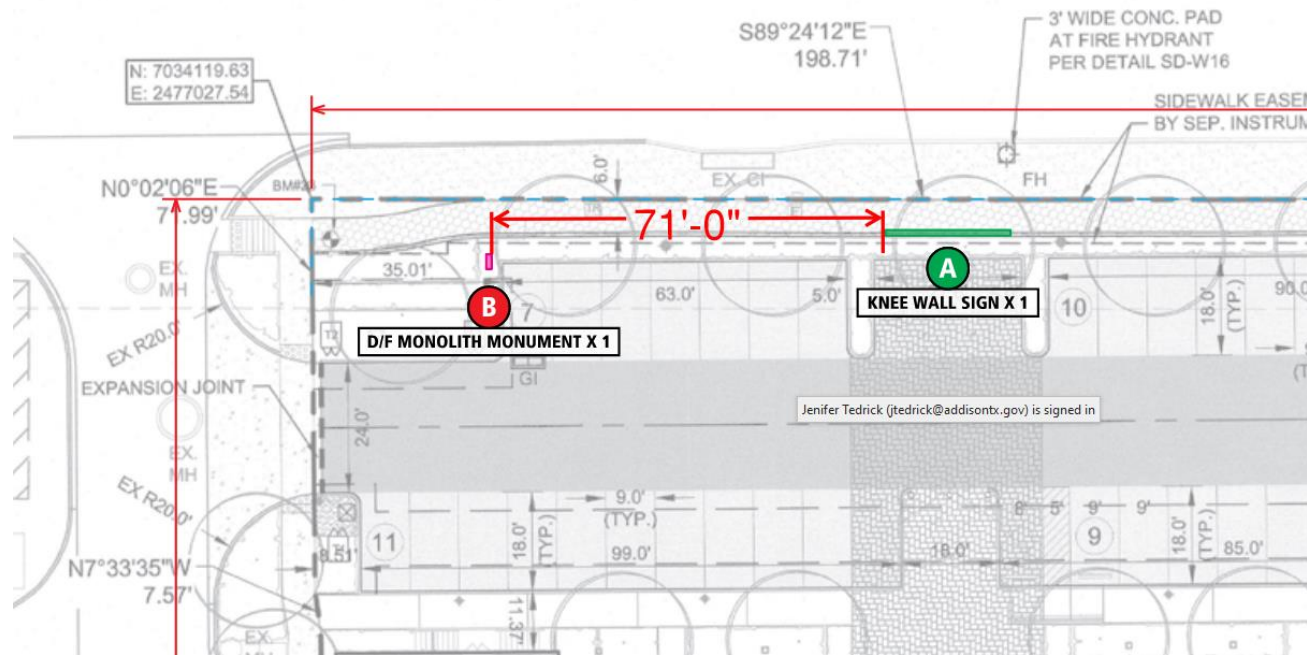 S89°24'12"E
198.71'
3' WIDE CONC. PAD
AT FIRE HYDRANT
PER DETAIL SD-W16
N: 7034119.63
E: 2477027.54
SIDEWALK EASEM
BY SEP. INSTRUM
N0°02'06"E
BM#2
6.0'
EX. CI
FH
71'-0"
35.01'
EX.
MH
63.0'
5.0'
A
KNEE WALL SIGN X 1
10
18.0'
(TYP.)
90.0
B
7
D/F MONOLITH MONUMENT X 1
EX R20.0'
GI
EXPANSION JOINT
24.0'
Jenifer Tedrick (jtedrick@addisontx.gov) is signed in
EX.
MH
EX R20.0'
9.0'
(TYP.)
8'
5'
9'
9'
11
18.0'
(TYP.)
99.0'
18.0'
9
18.0'
(TYP.)
85.0'
8.51'
N7°33'35"W
7.57'
11.37'
EX.